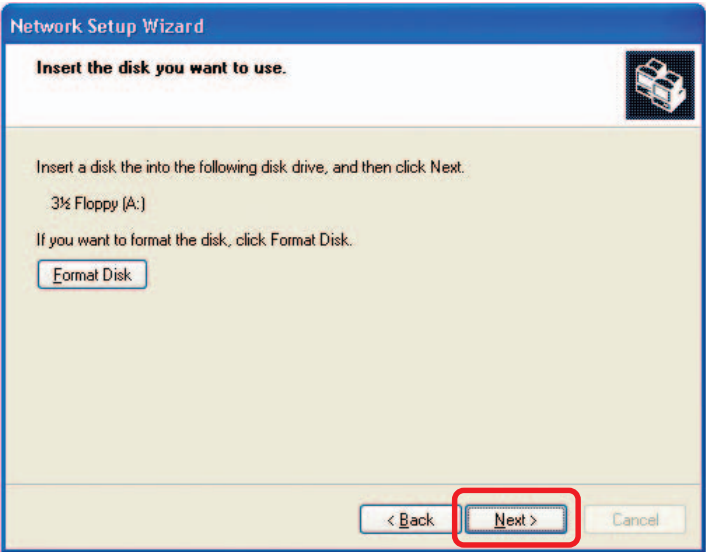 Network Setup Wizard
Insert the disk you want to use.
Insert a disk the into the following disk drive, and then click Next.
3½ Floppy (A:)
If you want to format the disk, click Format Disk.
Format Disk
< Back Next > Cancel